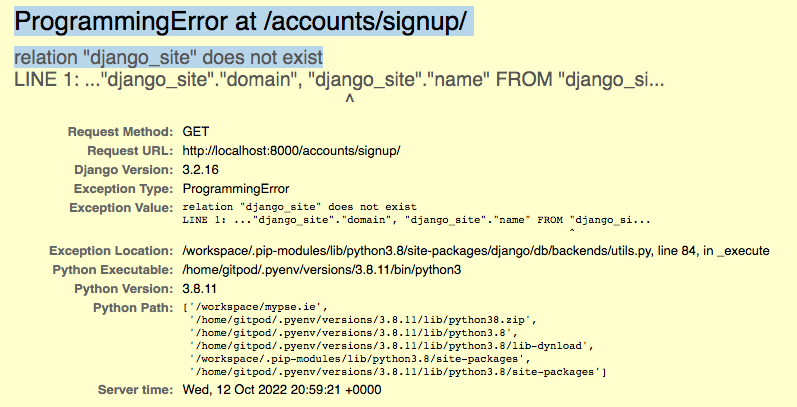 ProgrammingError at /accounts/signup/
relation "django_site" does not exist
LINE 1: ..."django_site"."domain", "django_site"."name" FROM "django_si...
^
Request Method: GET
Request URL: http://localhost:8000/accounts/signup/
Django Version: 3.2.16
Exception Type: ProgrammingError
Exception Value: relation "django_site" does not exist
LINE 1: ..."django_site"."domain", "django_site"."name" FROM "django_si...
^
Exception Location: /workspace/.pip-modules/lib/python3.8/site-packages/django/db/backends/utils.py, line 84, in _execute
Python Executable: /home/gitpod/.pyenv/versions/3.8.11/bin/python3
Python Version: 3.8.11
Python Path: ['/workspace/mypse.ie',
'/home/gitpod/.pyenv/versions/3.8.11/lib/python38.zip',
'/home/gitpod/.pyenv/versions/3.8.11/lib/python3.8',
'/home/gitpod/.pyenv/versions/3.8.11/lib/python3.8/lib-dynload',
'/workspace/.pip-modules/lib/python3.8/site-packages',
'/home/gitpod/.pyenv/versions/3.8.11/lib/python3.8/site-packages']
Server time: Wed, 12 Oct 2022 20:59:21 +0000